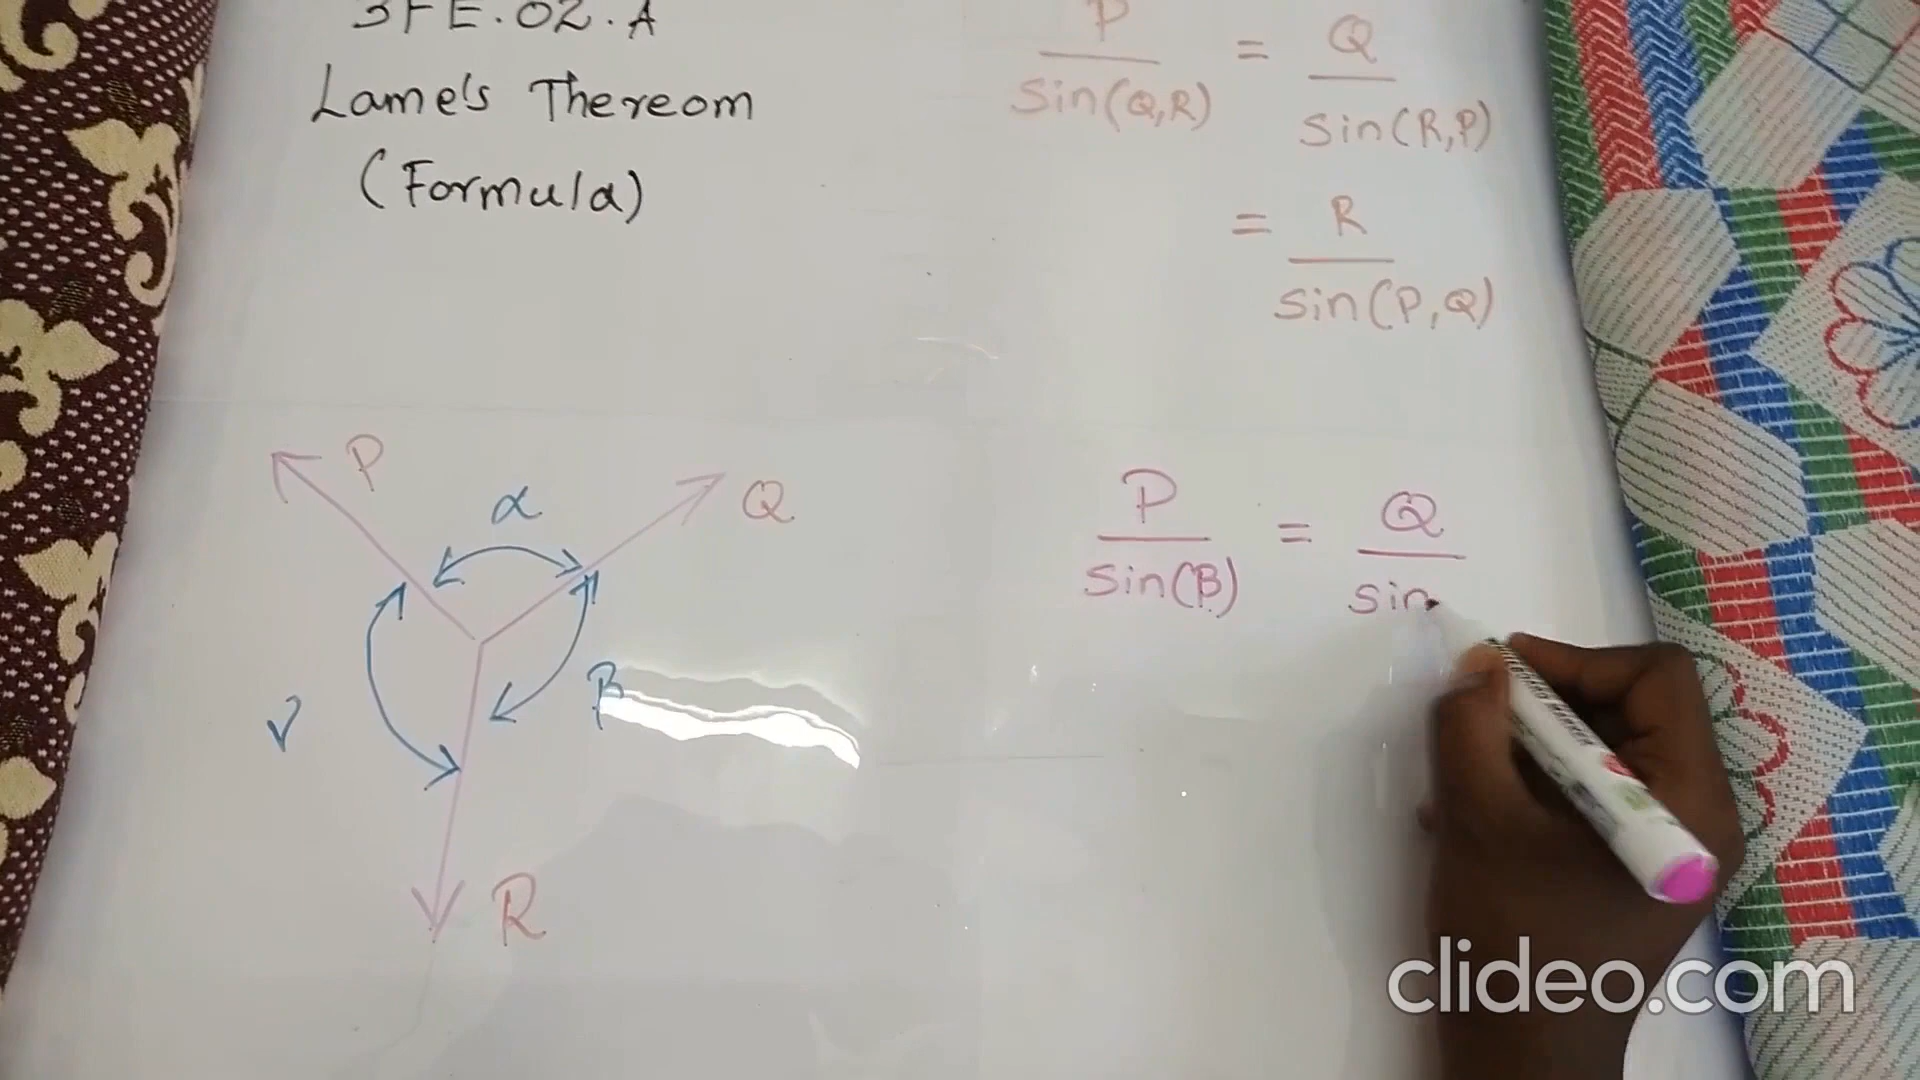 3FE.02.A
Lame's Thereom
(Formula)
P / Sin(Q,R) = Q / Sin(R,P)
= R / Sin(P,Q)
P
α
Q
γ
β
R
P / Sin(β) = Q / Sin
clideo.com